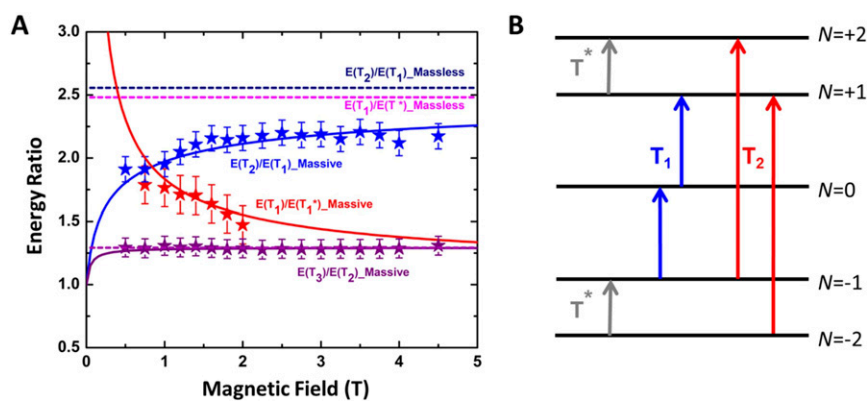 A
Energy Ratio
3.0
2.5
2.0
1.5
1.0
0.5
E(T2)/E(T1)_Massless
E(T1)/E(T*)_Massless
E(T2)/E(T1)_Massive
E(T1)/E(T1*)_Massive
E(T3)/E(T2)_Massive
0 1 2 3 4 5
Magnetic Field (T)
B
N=+2
T*
N=+1
T1 T2
N=0
N=-1
T*
N=-2